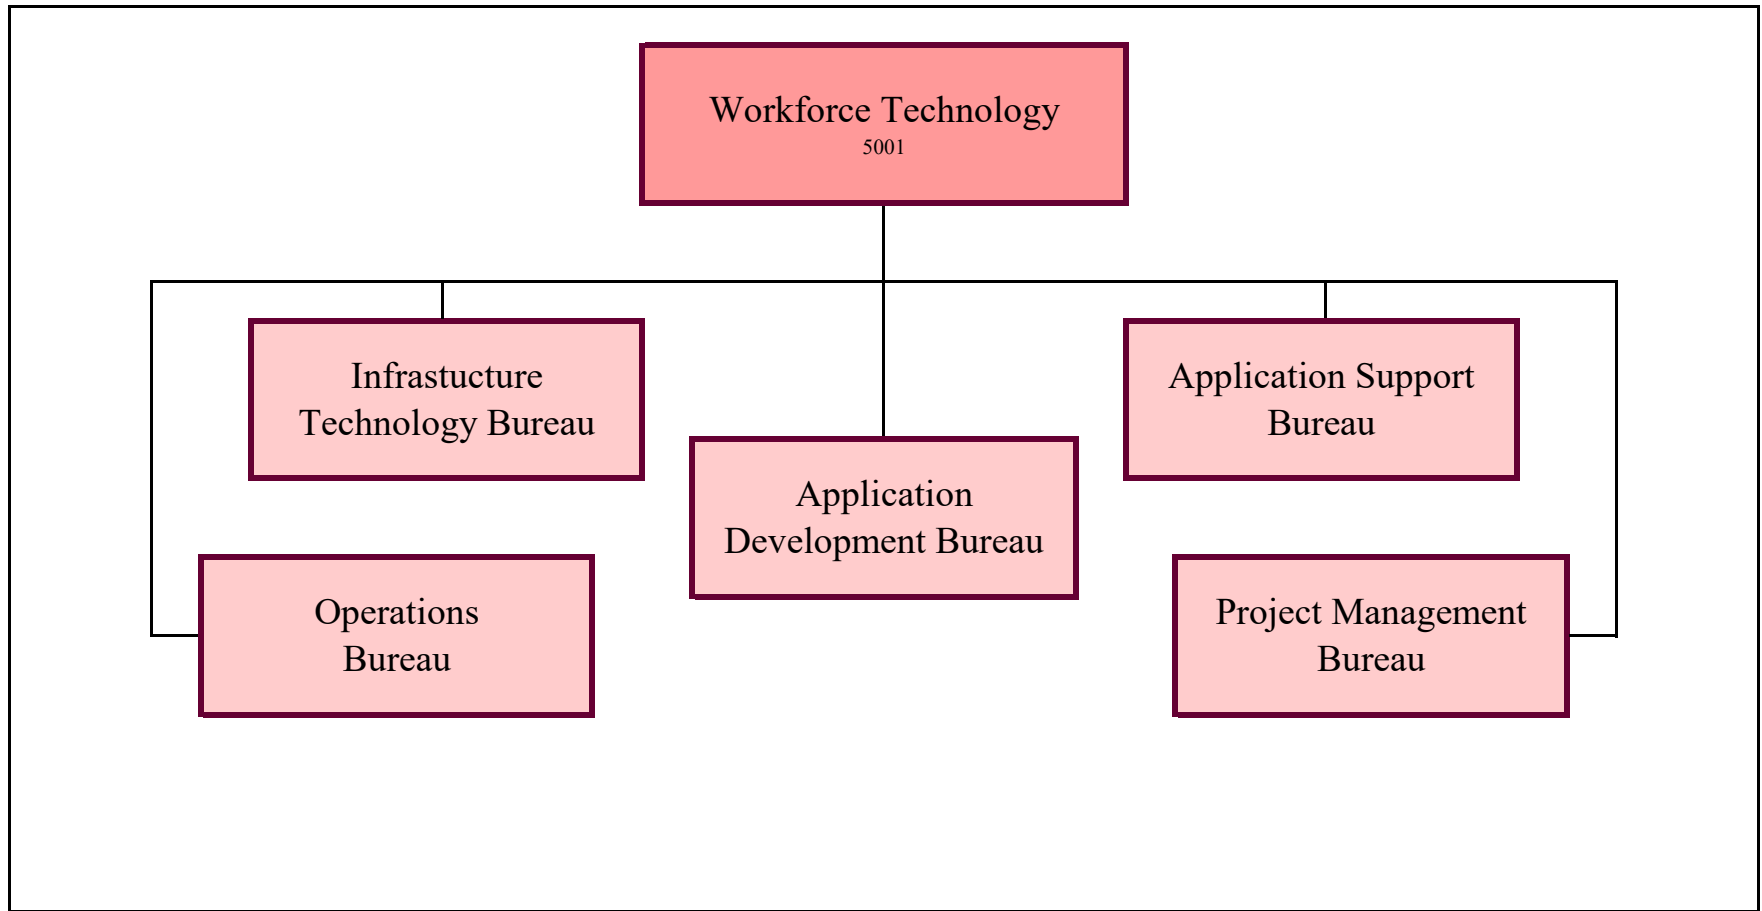 Workforce Technology
5001
Infrastucture
Technology Bureau
Application Support
Bureau
Application
Development Bureau
Operations
Bureau
Project Management
Bureau